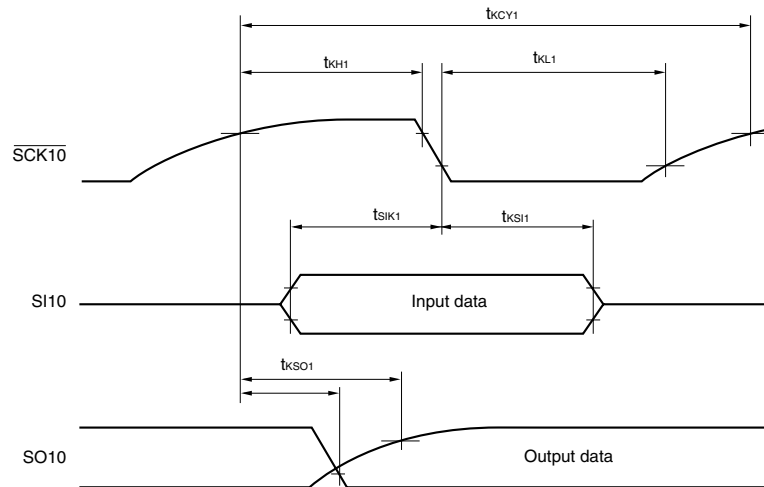 tKCY1
tKH1
tKL1
SCK10
tSIK1
tKSI1
SI10
Input data
tKSO1
SO10
Output data